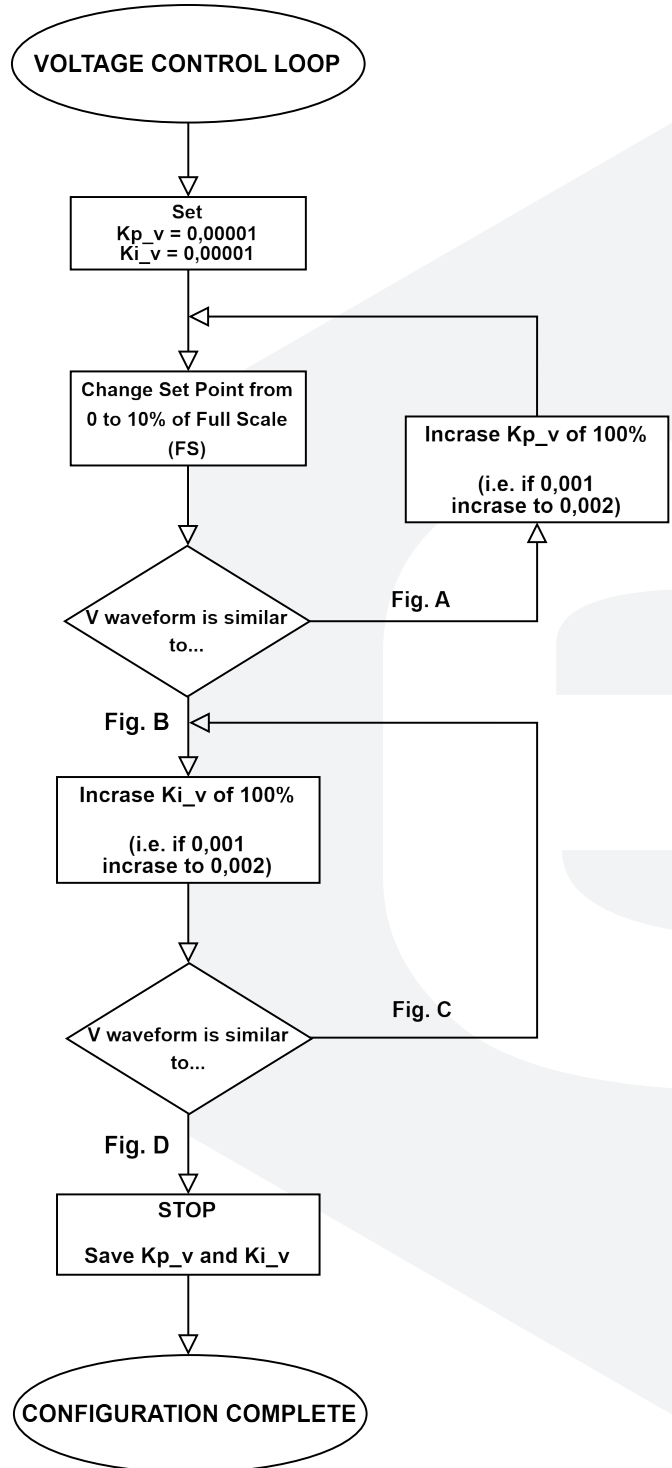 VOLTAGE CONTROL LOOP
Set
Kp_v = 0,00001
Ki_v = 0,00001
Change Set Point from
0 to 10% of Full Scale
(FS)
Incrase Kp_v of 100%
(i.e. if 0,001
incrase to 0,002)
V waveform is similar
to...
Fig. A
Fig. B
Incrase Ki_v of 100%
(i.e. if 0,001
incrase to 0,002)
V waveform is similar
to...
Fig. C
Fig. D
STOP
Save Kp_v and Ki_v
CONFIGURATION COMPLETE